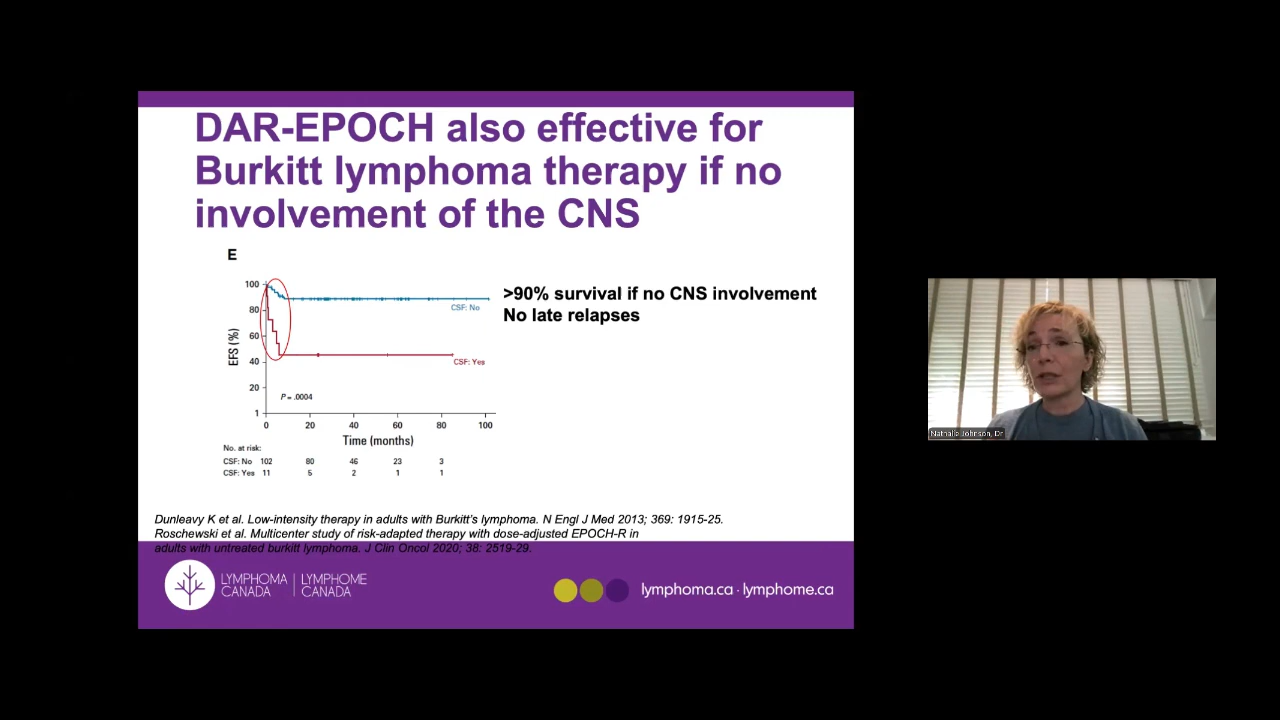 DAR-EPOCH also effective for
Burkitt lymphoma therapy if no
involvement of the CNS
E
100
80
60
40
20
1
EFS (%)
CSF: No
CSF: Yes
P = .0004
0 20 40 60 80 100
Time (months)
No. at risk:
CSF: No 102 80 46 23 3
CSF: Yes 11 5 2 1 1
>90% survival if no CNS involvement
No late relapses
Dunleavy K et al. Low-intensity therapy in adults with Burkitt's lymphoma. N Engl J Med 2013; 369: 1915-25.
Roschewski et al. Multicenter study of risk-adapted therapy with dose-adjusted EPOCH-R in
adults with untreated burkitt lymphoma. J Clin Oncol 2020; 38: 2519-29.
LYMPHOMA | LYMPHOME
CANADA | CANADA
lymphoma.ca · lymphome.ca
Nathalie Johnson, Dr